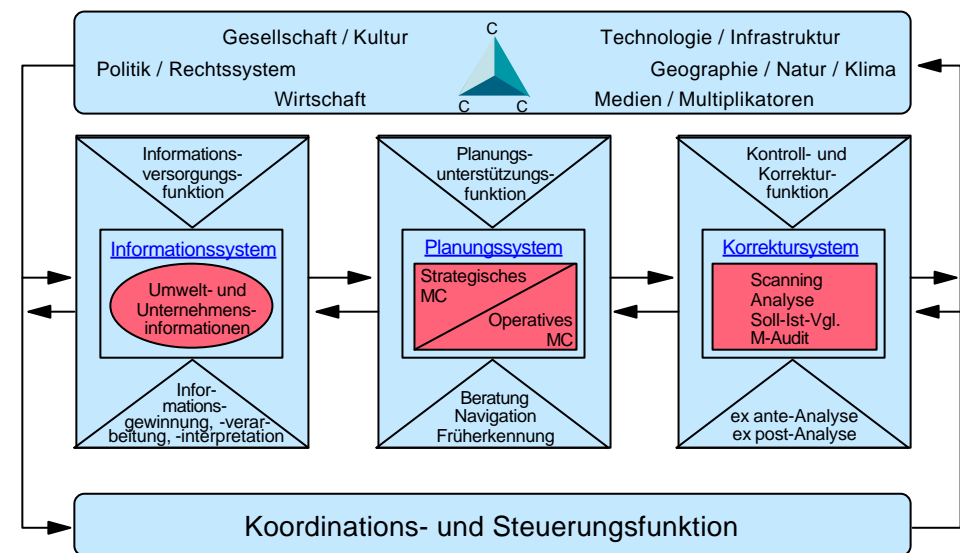 Gesellschaft / Kultur
Politik / Rechtssystem
Wirtschaft
C
C
C
Technologie / Infrastruktur
Geographie / Natur / Klima
Medien / Multiplikatoren
Informations-
versorgungs-
funktion
Informationssystem
Umwelt- und
Unternehmens-
informationen
Infor-
mations-
gewinnung, -verar-
beitung, -interpretation
Planungs-
unterstützungs-
funktion
Planungssystem
Strategisches
MC
Operatives
MC
Beratung
Navigation
Früherkennung
Kontroll- und
Korrektur-
funktion
Korrektursystem
Scanning
Analyse
Soll-Ist-Vgl.
M-Audit
ex ante-Analyse
ex post-Analyse
Koordinations- und Steuerungsfunktion